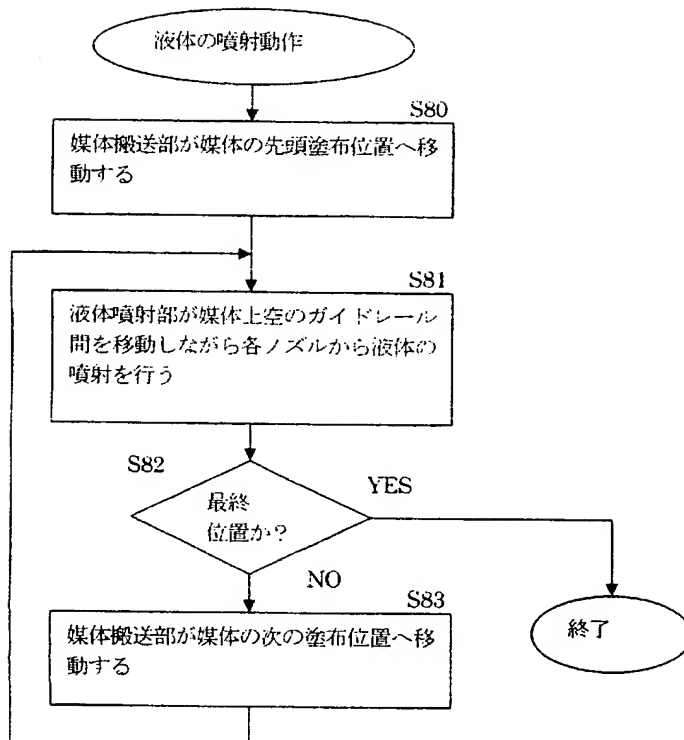 液体の噴射動作
S80
媒体搬送部が媒体の先頭塗布位置へ移
動する
S81
液体噴射部が媒体上空のガイドレール
間を移動しながら各ノズルから液体の
噴射を行う
S82
最終
位置か？
YES
NO
S83
媒体搬送部が媒体の次の塗布位置へ移
動する
終了